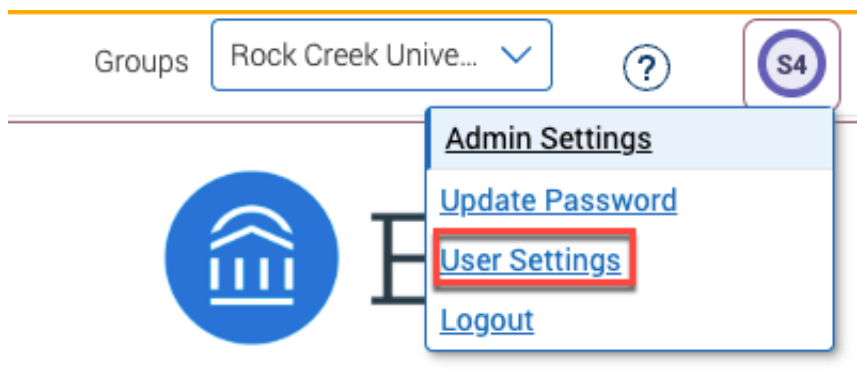 Groups Rock Creek Unive... ? S4
Admin Settings
Update Password
User Settings
Logout